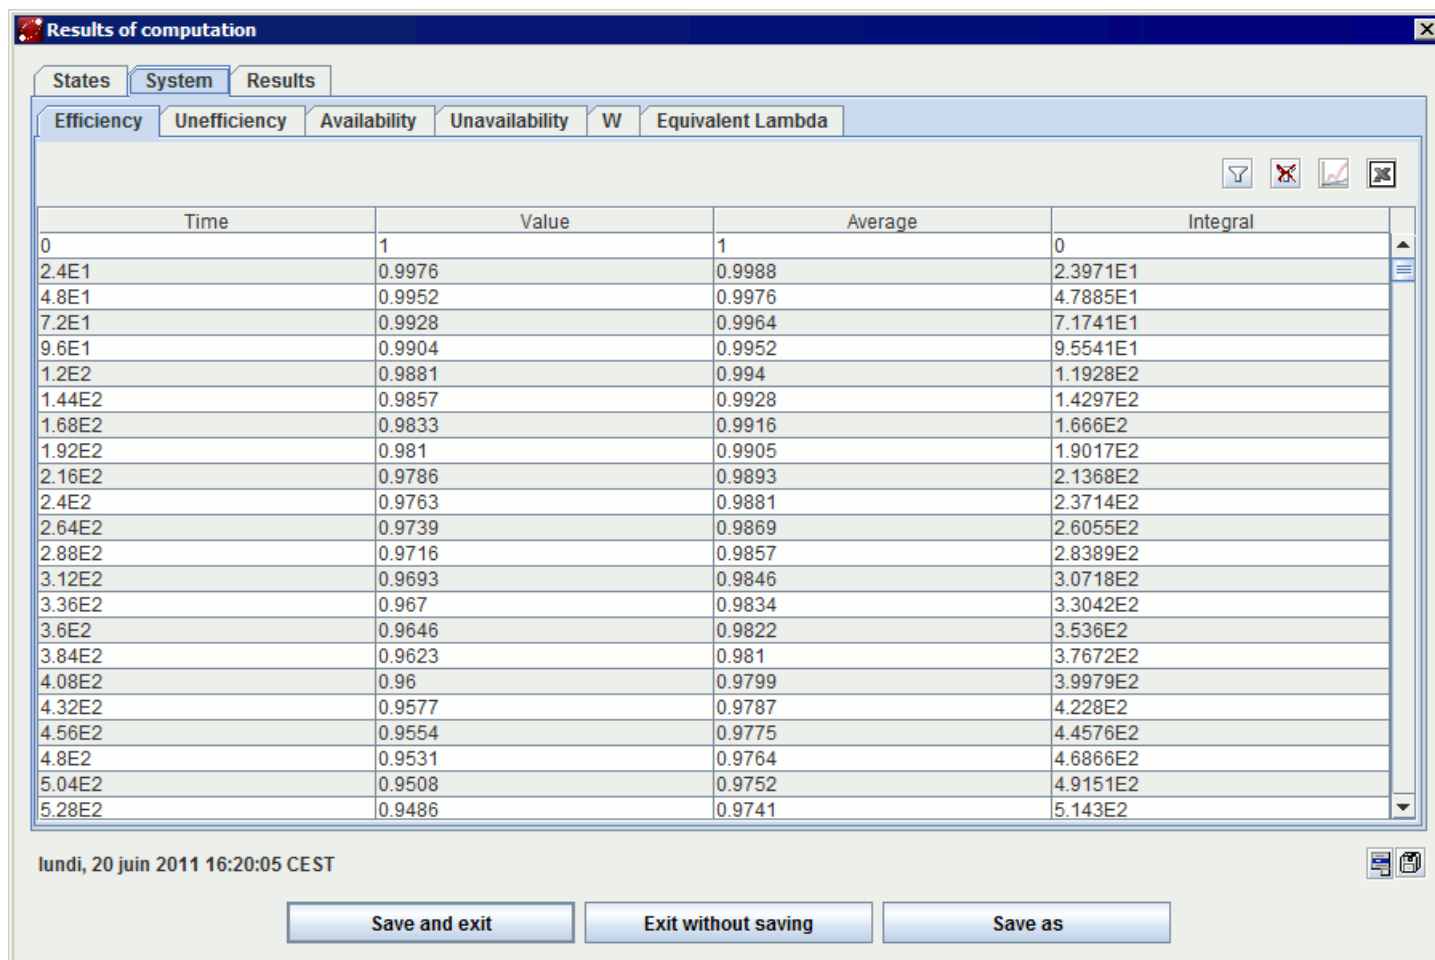 Results of computation
States System Results
Efficiency Unefficiency Availability Unavailability W Equivalent Lambda
Time Value Average Integral
0 1 1 0
2.4E1 0.9976 0.9988 2.3971E1
4.8E1 0.9952 0.9976 4.7885E1
7.2E1 0.9928 0.9964 7.1741E1
9.6E1 0.9904 0.9952 9.5541E1
1.2E2 0.9881 0.994 1.1928E2
1.44E2 0.9857 0.9928 1.4297E2
1.68E2 0.9833 0.9916 1.666E2
1.92E2 0.981 0.9905 1.9017E2
2.16E2 0.9786 0.9893 2.1368E2
2.4E2 0.9763 0.9881 2.3714E2
2.64E2 0.9739 0.9869 2.6055E2
2.88E2 0.9716 0.9857 2.8389E2
3.12E2 0.9693 0.9846 3.0718E2
3.36E2 0.967 0.9834 3.3042E2
3.6E2 0.9646 0.9822 3.536E2
3.84E2 0.9623 0.981 3.7672E2
4.08E2 0.96 0.9799 3.9979E2
4.32E2 0.9577 0.9787 4.228E2
4.56E2 0.9554 0.9775 4.4576E2
4.8E2 0.9531 0.9764 4.6866E2
5.04E2 0.9508 0.9752 4.9151E2
5.28E2 0.9486 0.9741 5.143E2
lundi, 20 juin 2011 16:20:05 CEST
Save and exit Exit without saving Save as